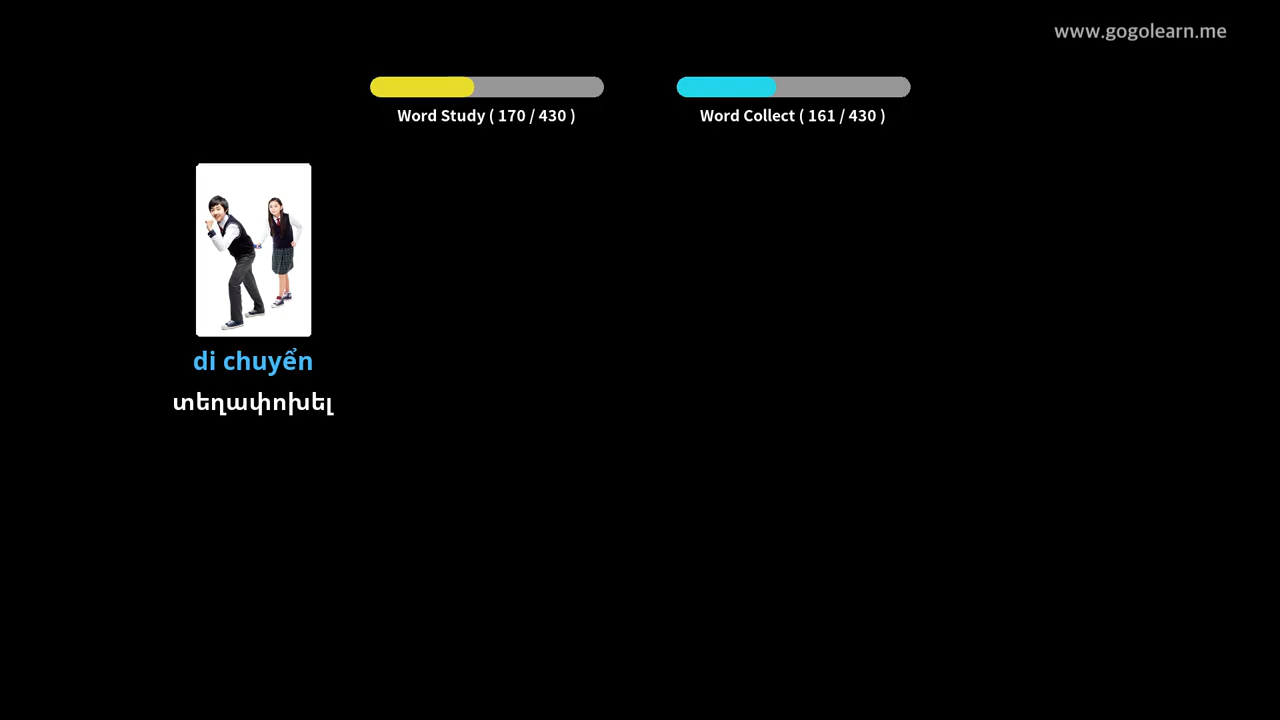 www.gogolearn.me
Word Study ( 170 / 430 )
Word Collect ( 161 / 430 )
di chuyển
տեղափոխել